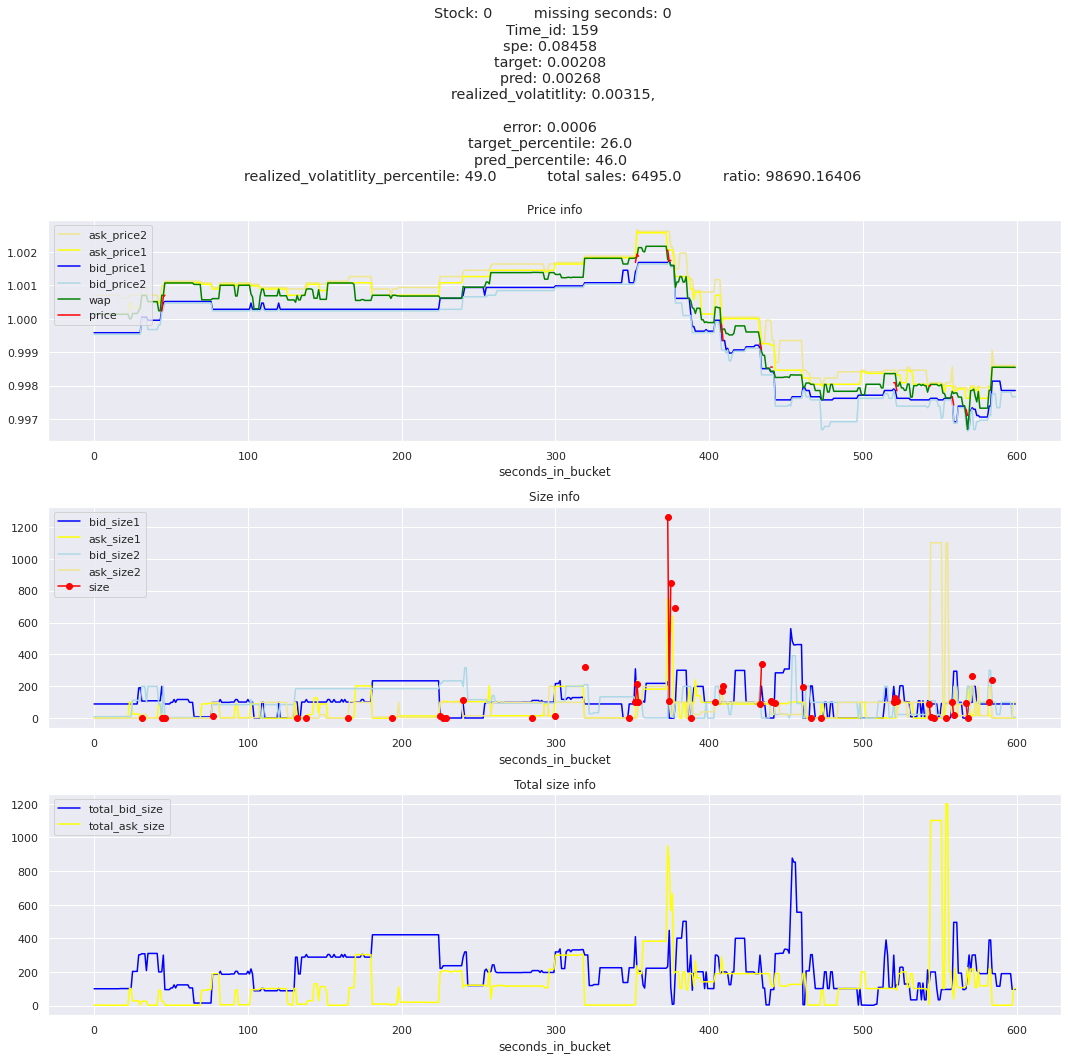 Stock: 0 missing seconds: 0
Time_id: 159
spe: 0.08458
target: 0.00208
pred: 0.00268
realized_volatitlity: 0.00315,
error: 0.0006
target_percentile: 26.0
pred_percentile: 46.0
realized_volatitlity_percentile: 49.0 total sales: 6495.0 ratio: 98690.16406
Price info
ask_price2
ask_price1
bid_price1
bid_price2
wap
price
1.002
1.001
1.000
0.999
0.998
0.997
0 100 200 300 400 500 600
seconds_in_bucket
Size info
bid_size1
ask_size1
bid_size2
ask_size2
size
1200
1000
800
600
400
200
0
0 100 200 300 400 500 600
seconds_in_bucket
Total size info
total_bid_size
total_ask_size
1200
1000
800
600
400
200
0
0 100 200 300 400 500 600
seconds_in_bucket